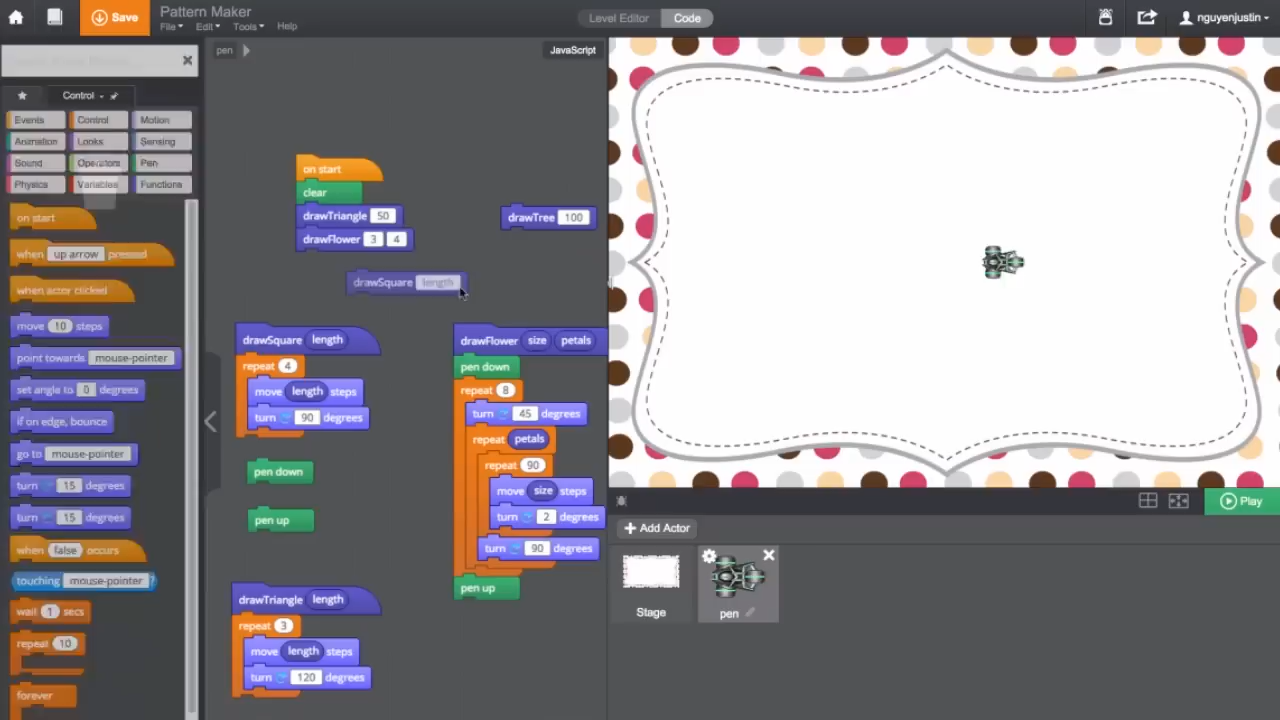 Save
Pattern Maker
File Edit Tools Help
Level Editor Code
nguyenjustin
Control
Events Control Motion
Animation Looks Sensing
Sound Operators Pen
Physics Variables Functions
on start
when up arrow pressed
when actor clicked
move 10 steps
point towards mouse-pointer
set angle to 0 degrees
if on edge, bounce
go to mouse-pointer
turn 15 degrees
turn 15 degrees
when false occurs
touching mouse-pointer ?
wait 1 secs
repeat 10
forever
pen
JavaScript
on start
clear
drawTriangle 50
drawFlower 3 4
drawTree 100
drawSquare length
drawSquare length
repeat 4
move length steps
turn 90 degrees
pen down
pen up
drawTriangle length
repeat 3
move length steps
turn 120 degrees
drawFlower size petals
pen down
repeat 8
turn 45 degrees
repeat petals
repeat 90
move size steps
turn 2 degrees
turn 90 degrees
pen up
Play
+ Add Actor
Stage
pen